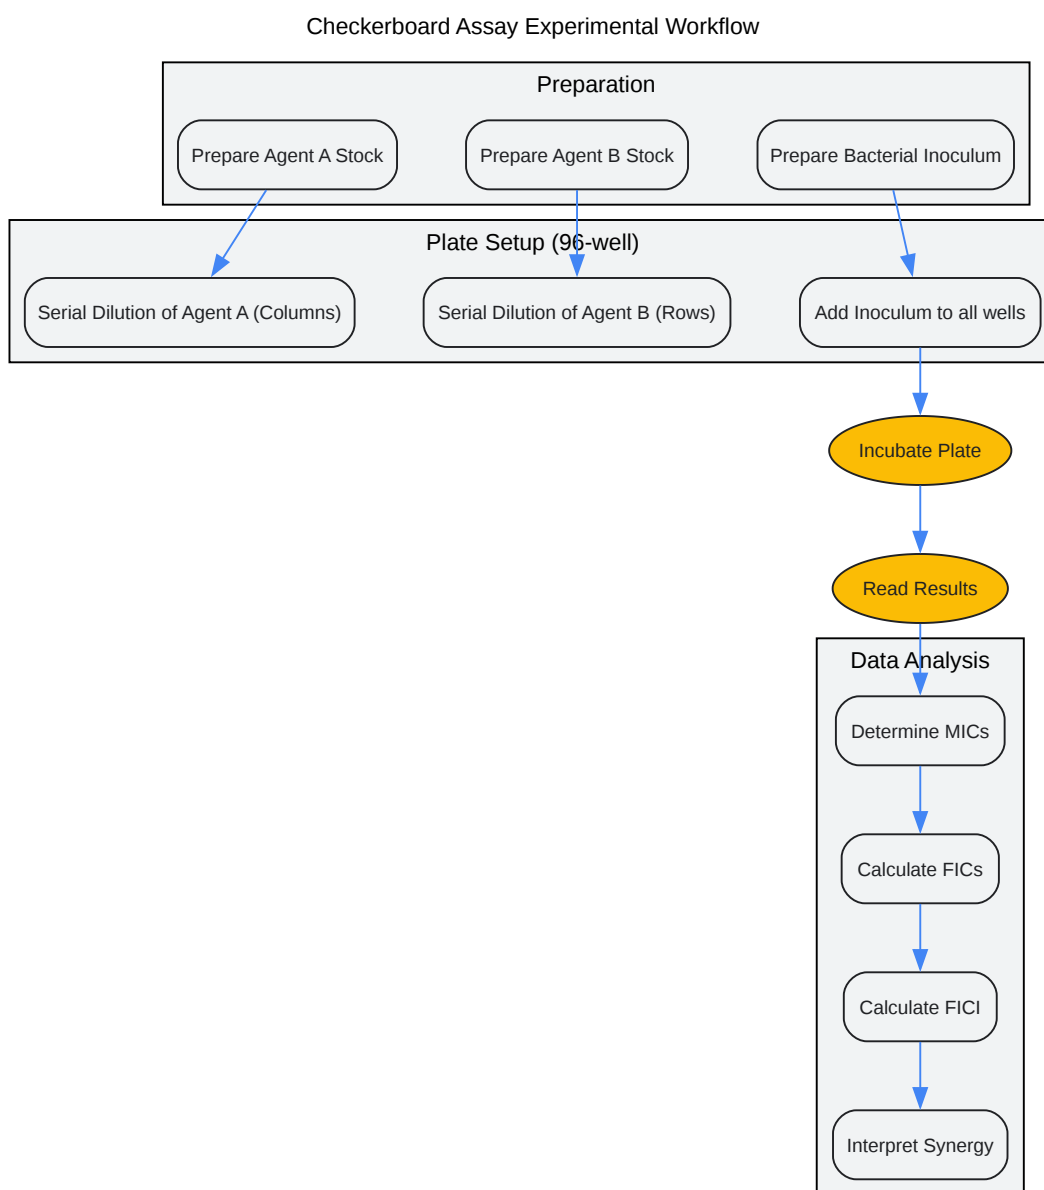 Checkerboard Assay Experimental Workflow
Preparation
Prepare Agent A Stock
Prepare Agent B Stock
Prepare Bacterial Inoculum
Plate Setup (96-well)
Serial Dilution of Agent A (Columns)
Serial Dilution of Agent B (Rows)
Add Inoculum to all wells
Incubate Plate
Read Results
Data Analysis
Determine MICs
Calculate FICs
Calculate FICI
Interpret Synergy